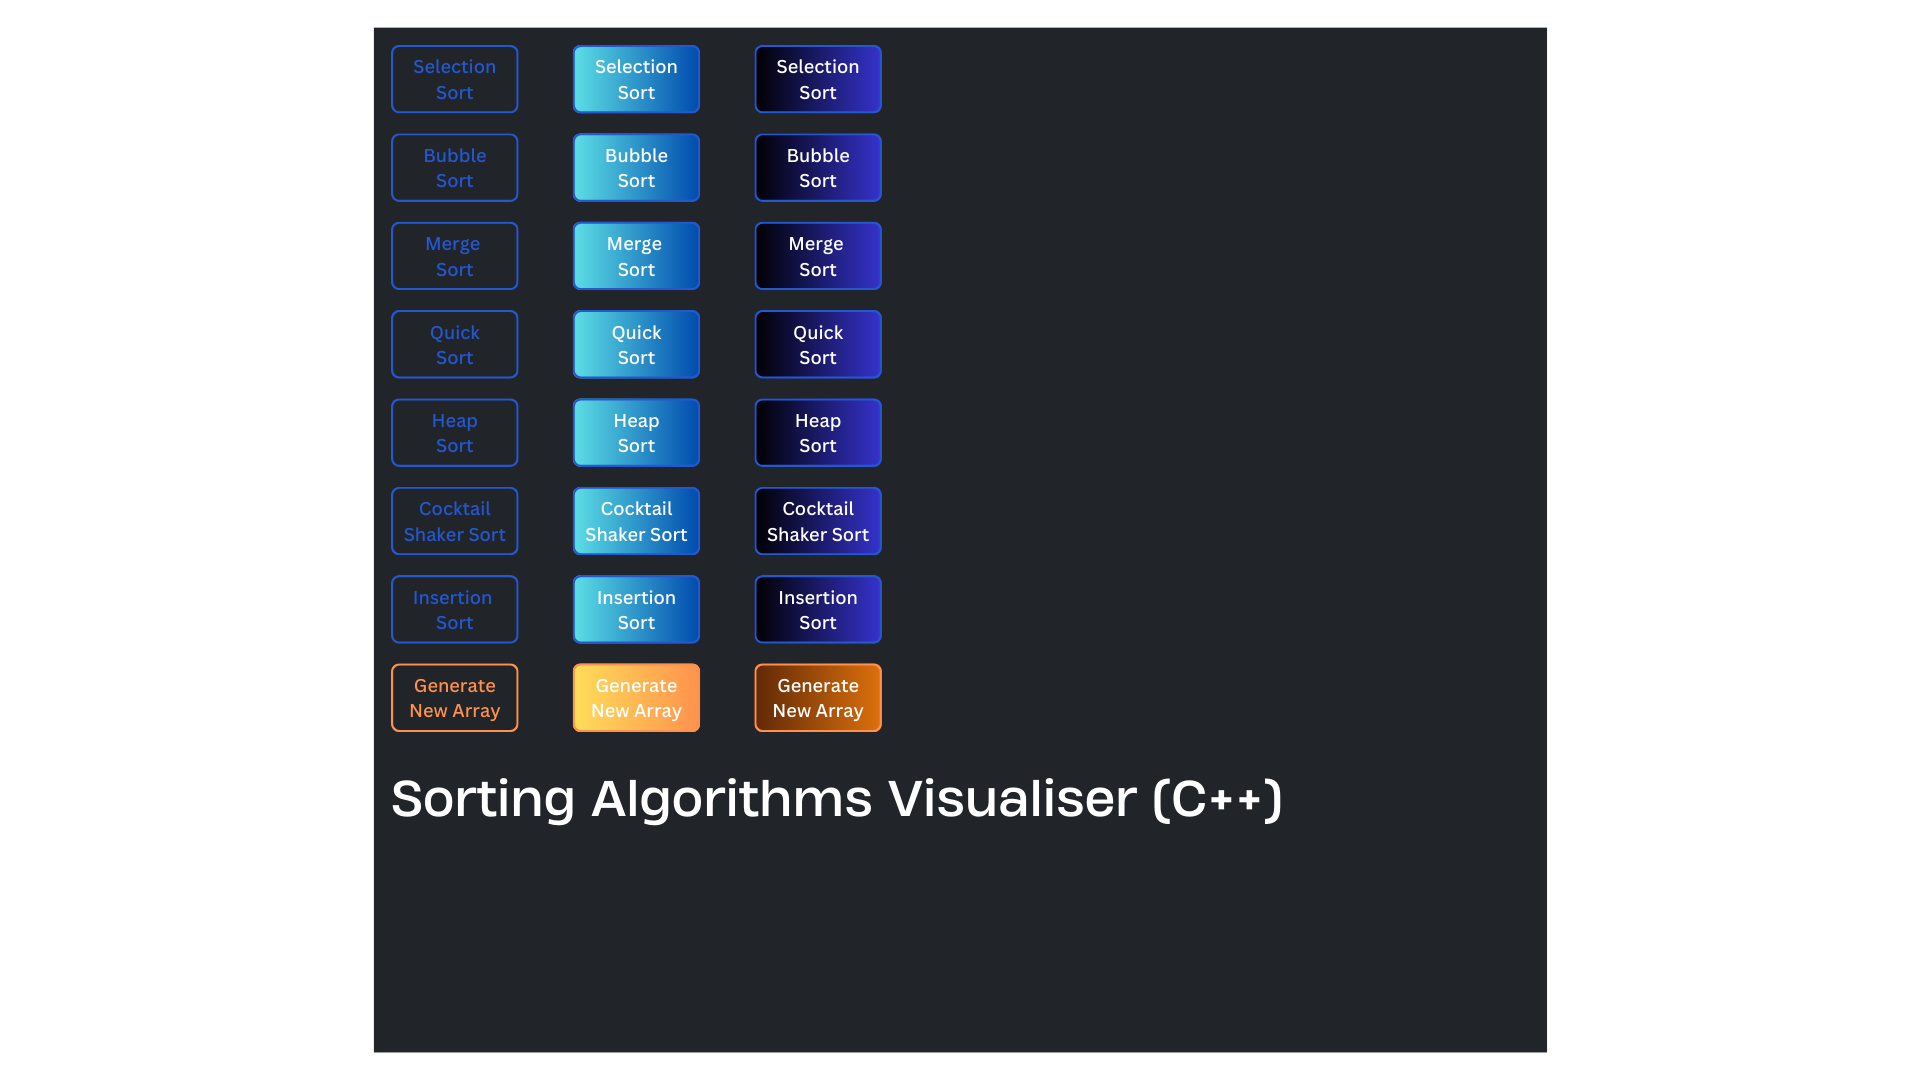 Selection
Sort
Selection
Sort
Selection
Sort
Bubble
Sort
Bubble
Sort
Bubble
Sort
Merge
Sort
Merge
Sort
Merge
Sort
Quick
Sort
Quick
Sort
Quick
Sort
Heap
Sort
Heap
Sort
Heap
Sort
Cocktail
Shaker Sort
Cocktail
Shaker Sort
Cocktail
Shaker Sort
Insertion
Sort
Insertion
Sort
Insertion
Sort
Generate
New Array
Generate
New Array
Generate
New Array
Sorting Algorithms Visualiser (C++)